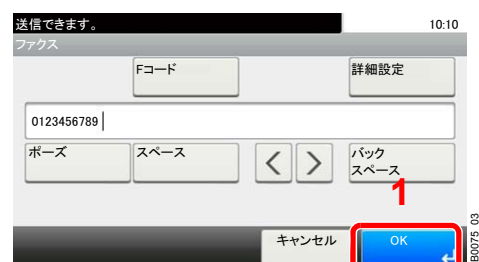 送信できます。 10:10
ファクス
Fコード 詳細設定
0123456789
ポーズ スペース < > バック
スペース
1
キャンセル OK
B0075 03